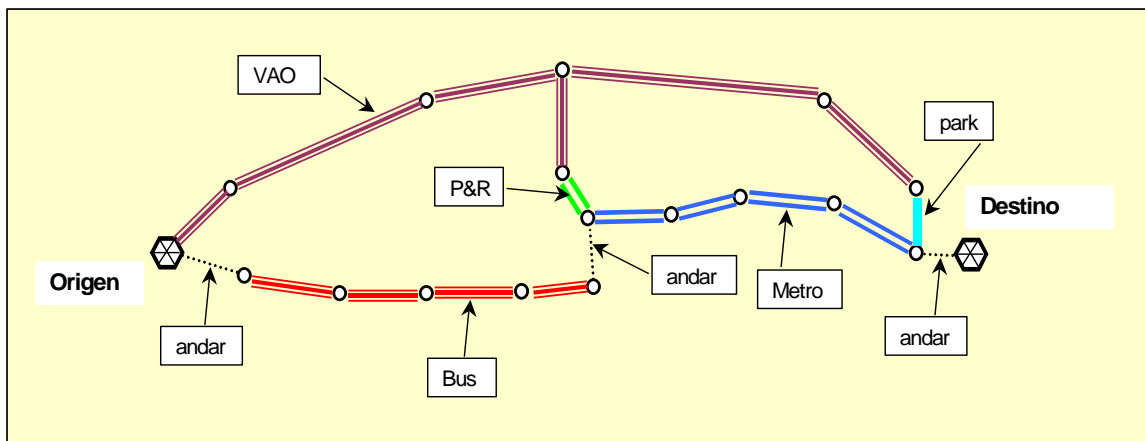 VAO
park
P&R
Destino
Origen
andar
Metro
andar
andar
Bus